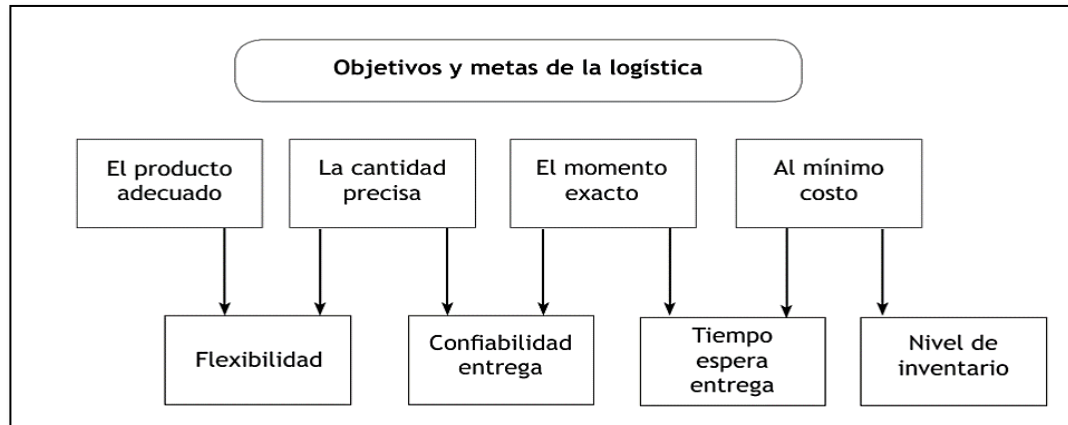 Objetivos y metas de la logística
El producto
adecuado
La cantidad
precisa
El momento
exacto
Al mínimo
costo
Flexibilidad
Confiabilidad
entrega
Tiempo
espera
entrega
Nivel de
inventario